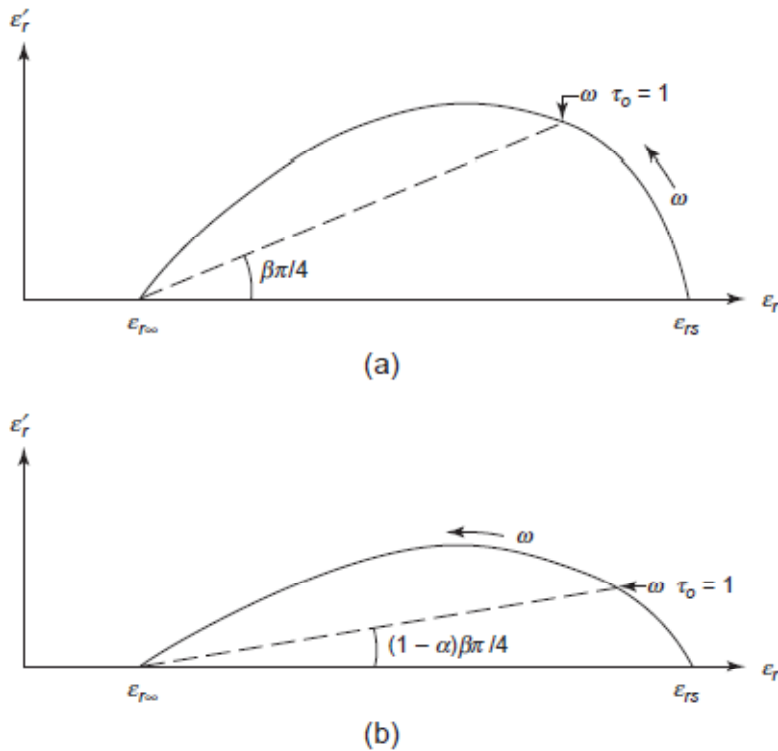 ε′r
ω τo = 1
ω
βπ/4
εr∞
εrs
εr
(a)
ε′r
ω
ω τo = 1
(1 − α)βπ/4
εr∞
εrs
εr
(b)